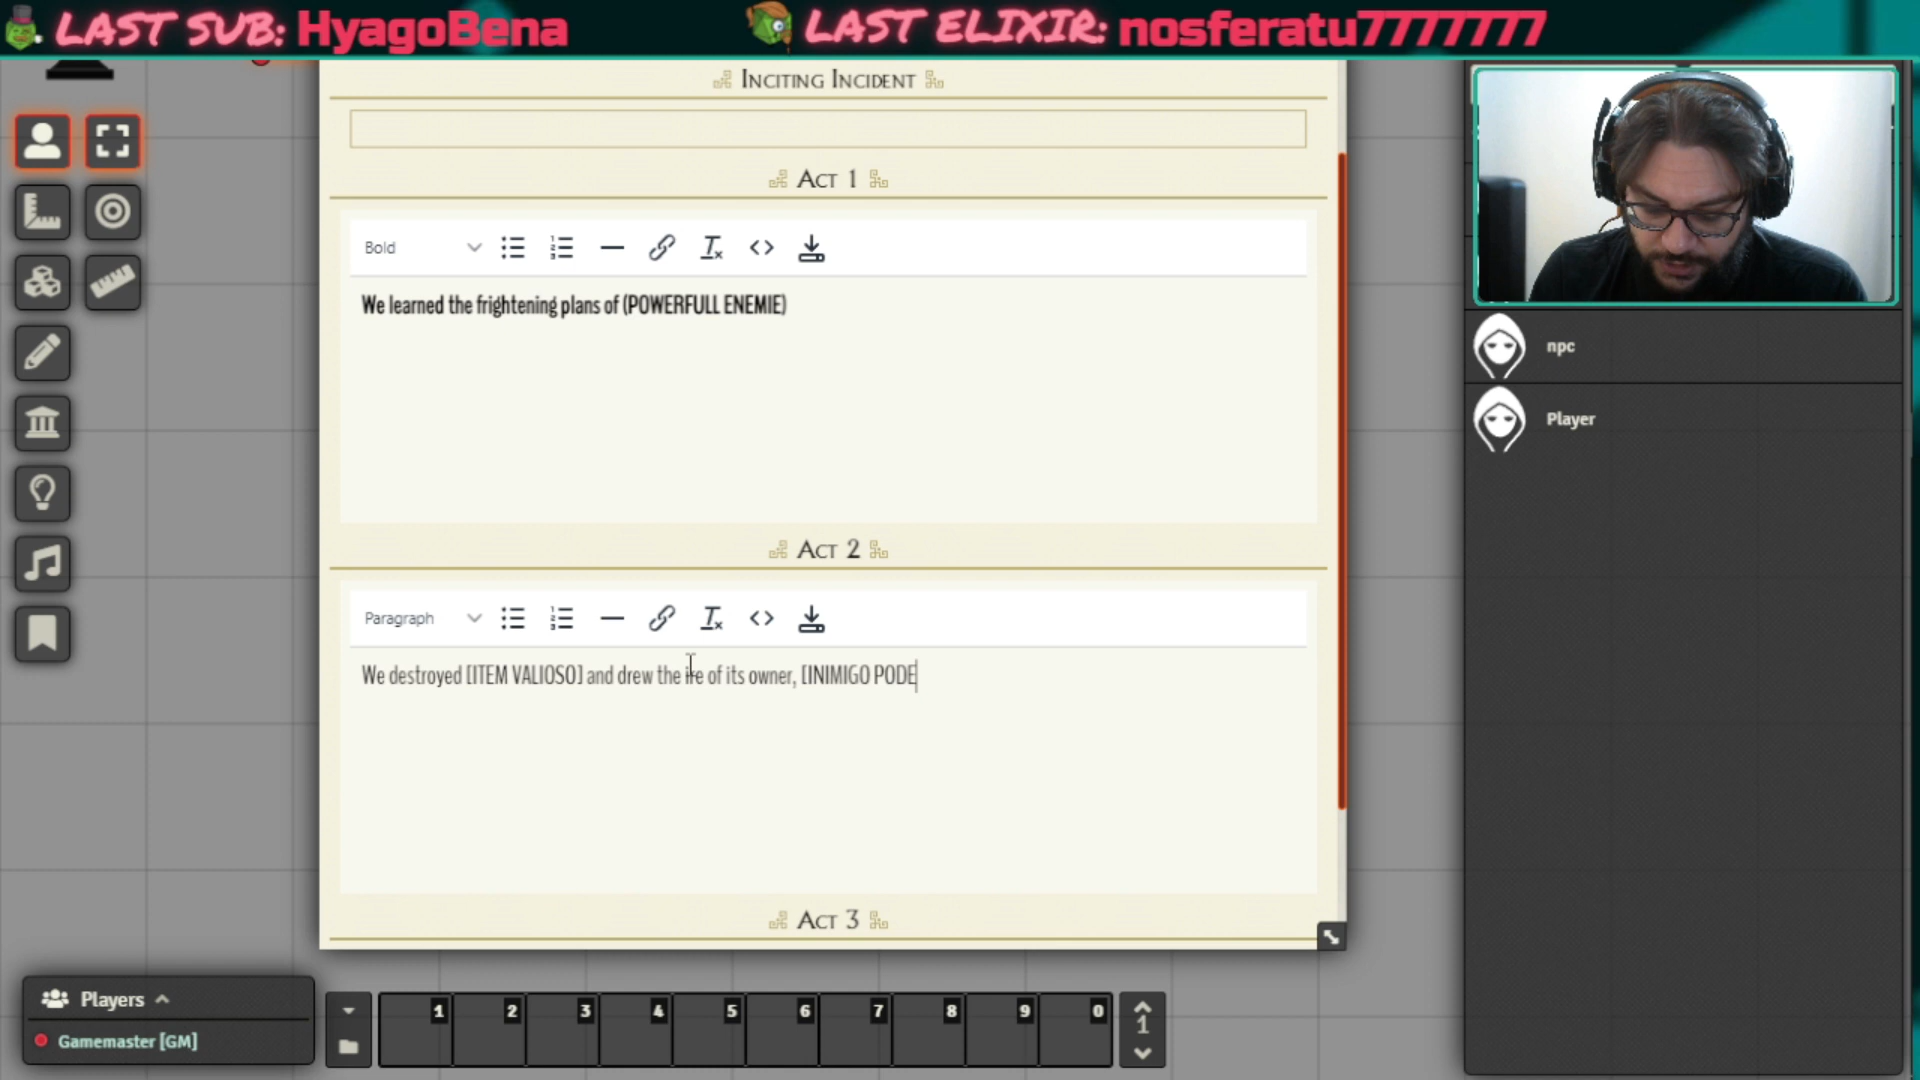 LAST SUB: HyagoBena
LAST ELIXIR: nosferatu7777777
Inciting Incident
Act 1
Bold
We learned the frightening plans of (POWERFULL ENEMIE)
Act 2
Paragraph
We destroyed [ITEM VALIOSO] and drew the ire of its owner, [INIMIGO PODE
Act 3
npc
Player
Players
Gamemaster [GM]
1 2 3 4 5 6 7 8 9 0
1